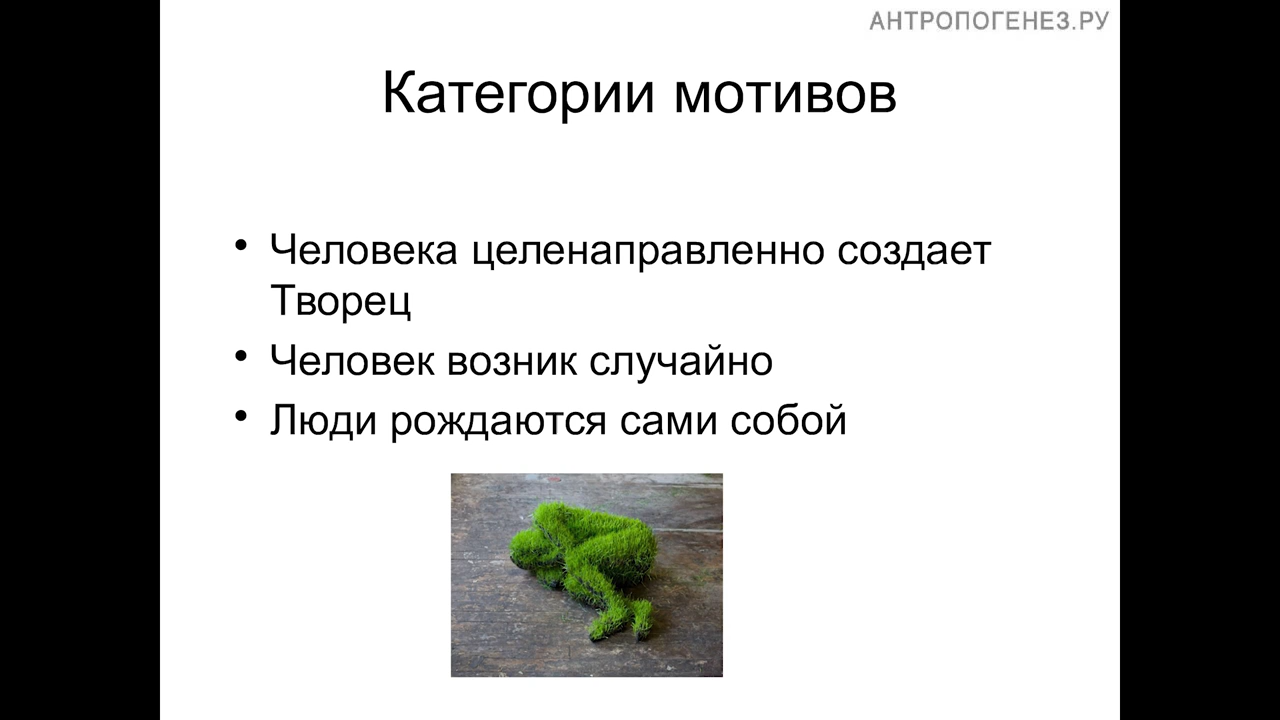 АНТРОПОГЕНЕЗ.РУ
Категории мотивов
• Человека целенаправленно создает
Творец
• Человек возник случайно
• Люди рождаются сами собой